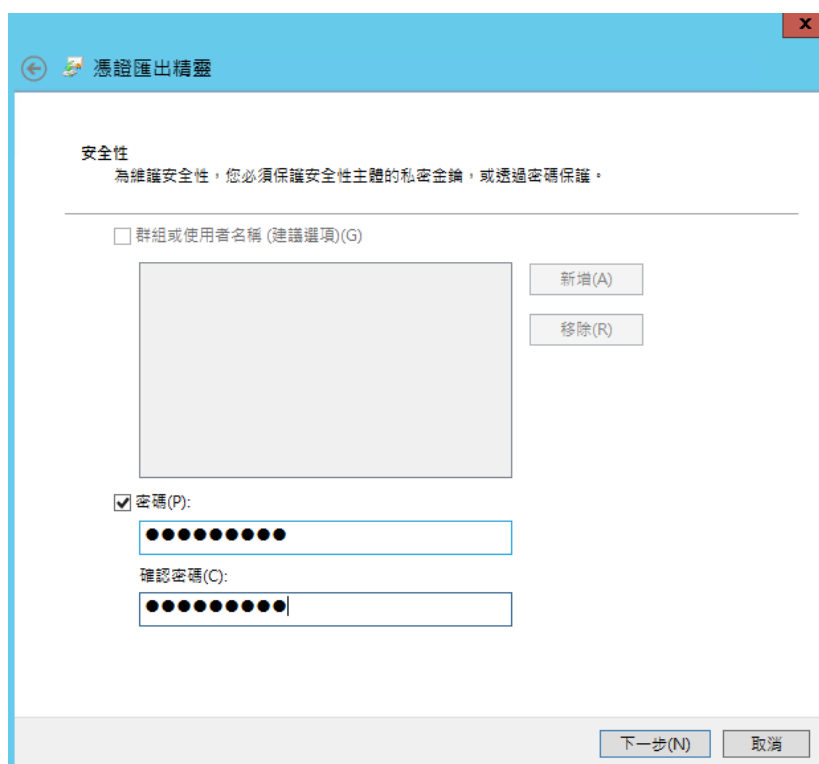 x
憑證匯出精靈
安全性
為維護安全性，您必須保護安全性主體的私密金鑰，或透過密碼保護。
群組或使用者名稱 (建議選項)(G)
新增(A)
移除(R)
密碼(P):
●●●●●●●●●
確認密碼(C):
●●●●●●●●●
下一步(N)
取消